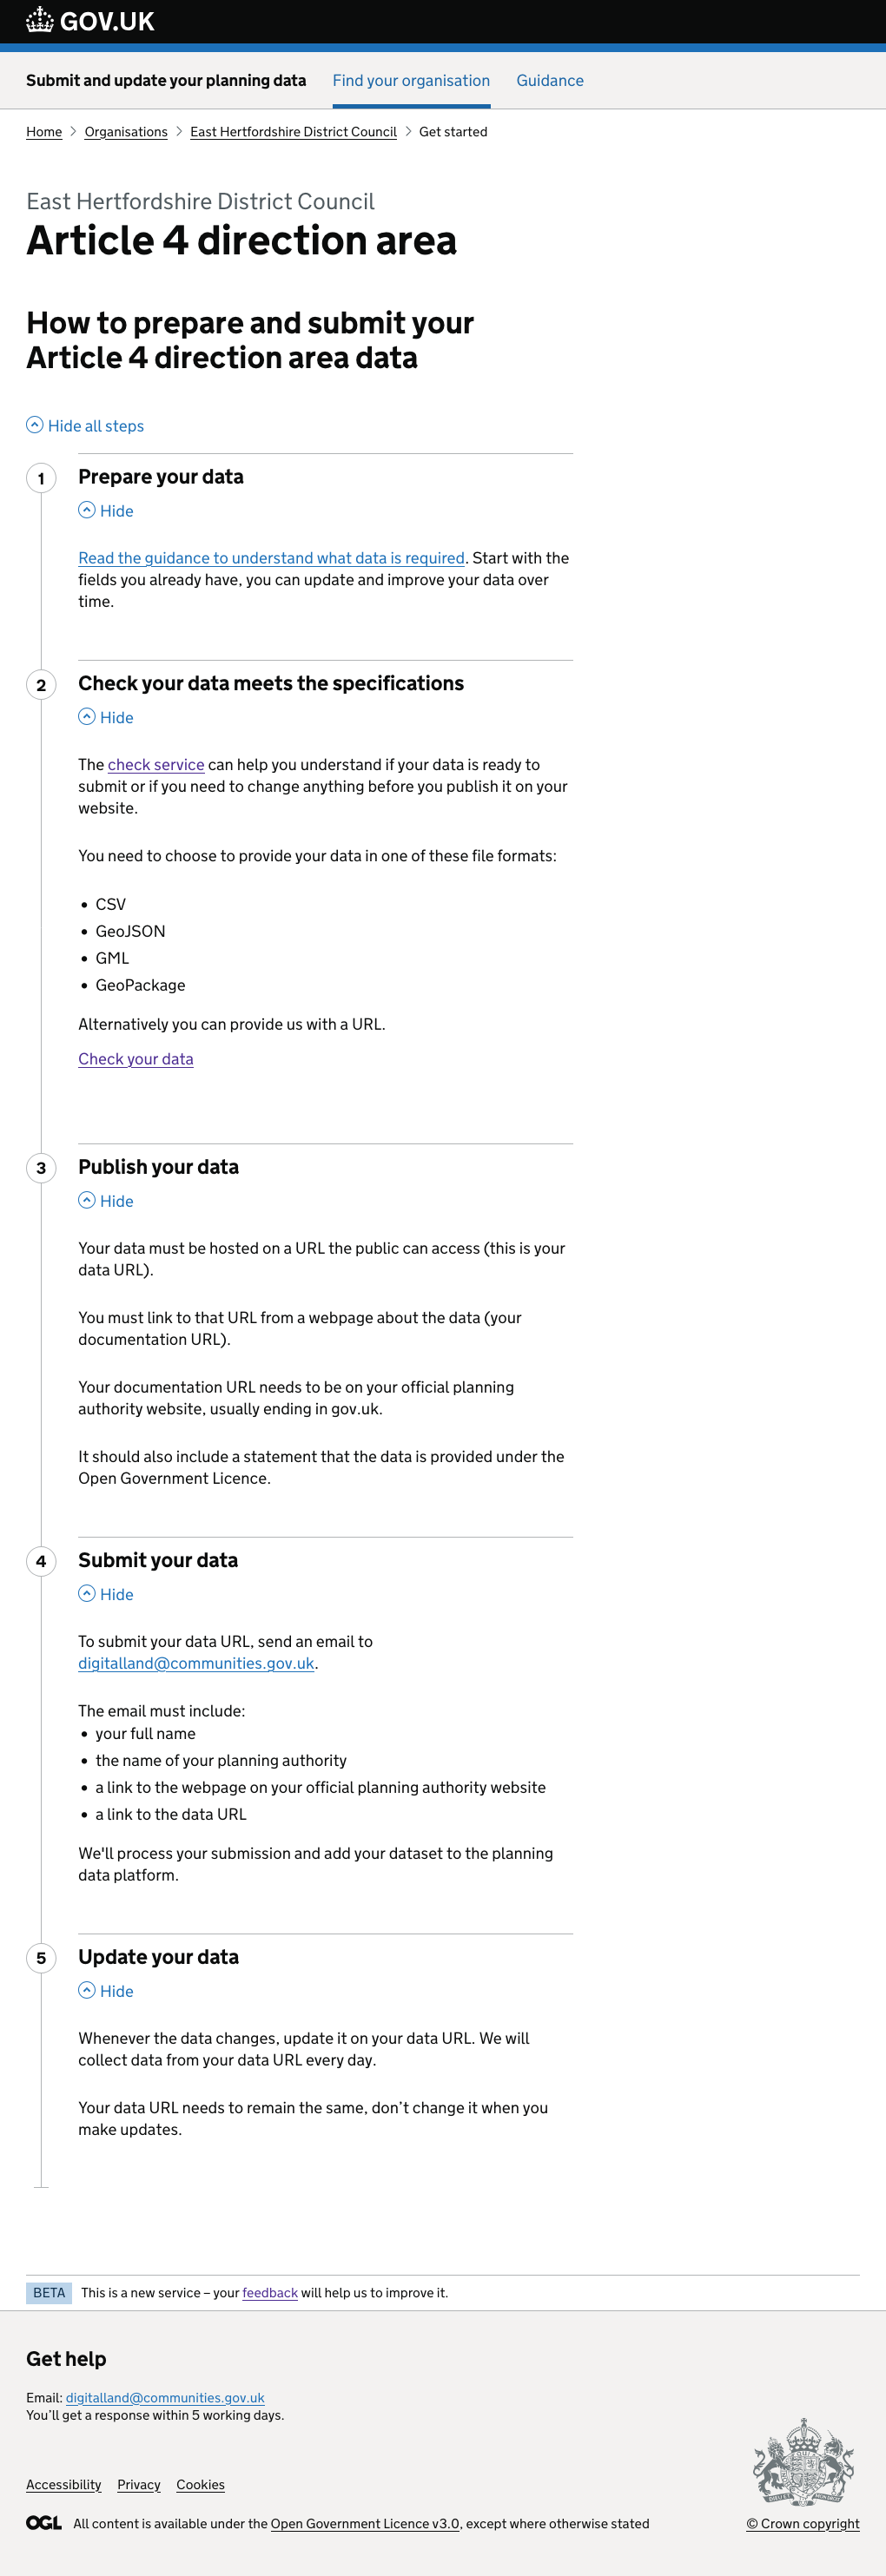 GOV.UK
Submit and update your planning data Find your organisation Guidance
Home Organisations East Hertfordshire District Council Get started
East Hertfordshire District Council
Article 4 direction area
How to prepare and submit your
Article 4 direction area data
Hide all steps
1 Prepare your data
Hide
Read the guidance to understand what data is required. Start with the
fields you already have, you can update and improve your data over
time.
2 Check your data meets the specifications
Hide
The check service can help you understand if your data is ready to
submit or if you need to change anything before you publish it on your
website.
You need to choose to provide your data in one of these file formats:
• CSV
• GeoJSON
• GML
• GeoPackage
Alternatively you can provide us with a URL.
Check your data
3 Publish your data
Hide
Your data must be hosted on a URL the public can access (this is your
data URL).
You must link to that URL from a webpage about the data (your
documentation URL).
Your documentation URL needs to be on your official planning
authority website, usually ending in gov.uk.
It should also include a statement that the data is provided under the
Open Government Licence.
4 Submit your data
Hide
To submit your data URL, send an email to
digitalland@communities.gov.uk.
The email must include:
• your full name
• the name of your planning authority
• a link to the webpage on your official planning authority website
• a link to the data URL
We'll process your submission and add your dataset to the planning
data platform.
5 Update your data
Hide
Whenever the data changes, update it on your data URL. We will
collect data from your data URL every day.
Your data URL needs to remain the same, don’t change it when you
make updates.
BETA This is a new service – your feedback will help us to improve it.
Get help
Email: digitalland@communities.gov.uk
You’ll get a response within 5 working days.
Accessibility Privacy Cookies
OGL All content is available under the Open Government Licence v3.0, except where otherwise stated
© Crown copyright